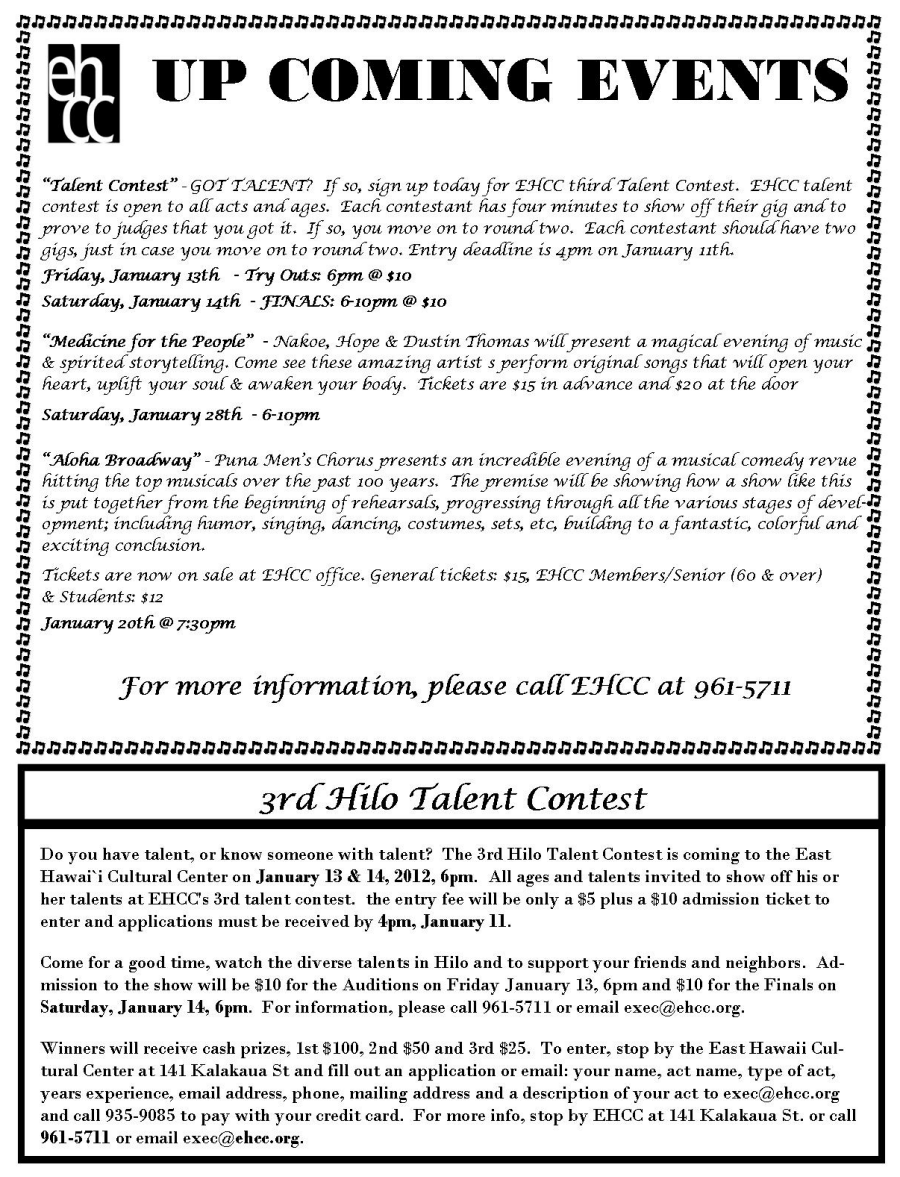 eh
cc
UP COMING EVENTS
“Talent Contest” - GOT TALENT?  If so, sign up today for EHCC third Talent Contest.  EHCC talent
contest is open to all acts and ages.  Each contestant has four minutes to show off their gig and to
prove to judges that you got it.  If so, you move on to round two.  Each contestant should have two
gigs, just in case you move on to round two. Entry deadline is 4pm on January 11th.
Friday, January 13th   - Try Outs: 6pm @ $10
Saturday, January 14th  - FINALS: 6-10pm @ $10
“Medicine for the People”  - Nakoe, Hope & Dustin Thomas will present a magical evening of music
& spirited storytelling. Come see these amazing artist s perform original songs that will open your
heart, uplift your soul & awaken your body.  Tickets are $15 in advance and $20 at the door
Saturday, January 28th  - 6-10pm
“Aloha Broadway” - Puna Men’s Chorus presents an incredible evening of a musical comedy revue
hitting the top musicals over the past 100 years.  The premise will be showing how a show like this
is put together from the beginning of rehearsals, progressing through all the various stages of devel-
opment; including humor, singing, dancing, costumes, sets, etc, building to a fantastic, colorful and
exciting conclusion.
Tickets are now on sale at EHCC office. General tickets: $15, EHCC Members/Senior (60 & over)
& Students: $12
January 20th @ 7:30pm
For more information, please call EHCC at 961-5711
3rd Hilo Talent Contest
Do you have talent, or know someone with talent?  The 3rd Hilo Talent Contest is coming to the East
Hawai`i Cultural Center on January 13 & 14, 2012, 6pm.  All ages and talents invited to show off his or
her talents at EHCC's 3rd talent contest.  the entry fee will be only a $5 plus a $10 admission ticket to
enter and applications must be received by 4pm, January 11.
Come for a good time, watch the diverse talents in Hilo and to support your friends and neighbors.  Ad-
mission to the show will be $10 for the Auditions on Friday January 13, 6pm and $10 for the Finals on
Saturday, January 14, 6pm.  For information, please call 961-5711 or email exec@ehcc.org.
Winners will receive cash prizes, 1st $100, 2nd $50 and 3rd $25.  To enter, stop by the East Hawaii Cul-
tural Center at 141 Kalakaua St and fill out an application or email: your name, act name, type of act,
years experience, email address, phone, mailing address and a description of your act to exec@ehcc.org
and call 935-9085 to pay with your credit card.  For more info, stop by EHCC at 141 Kalakaua St. or call
961-5711 or email exec@ehcc.org.